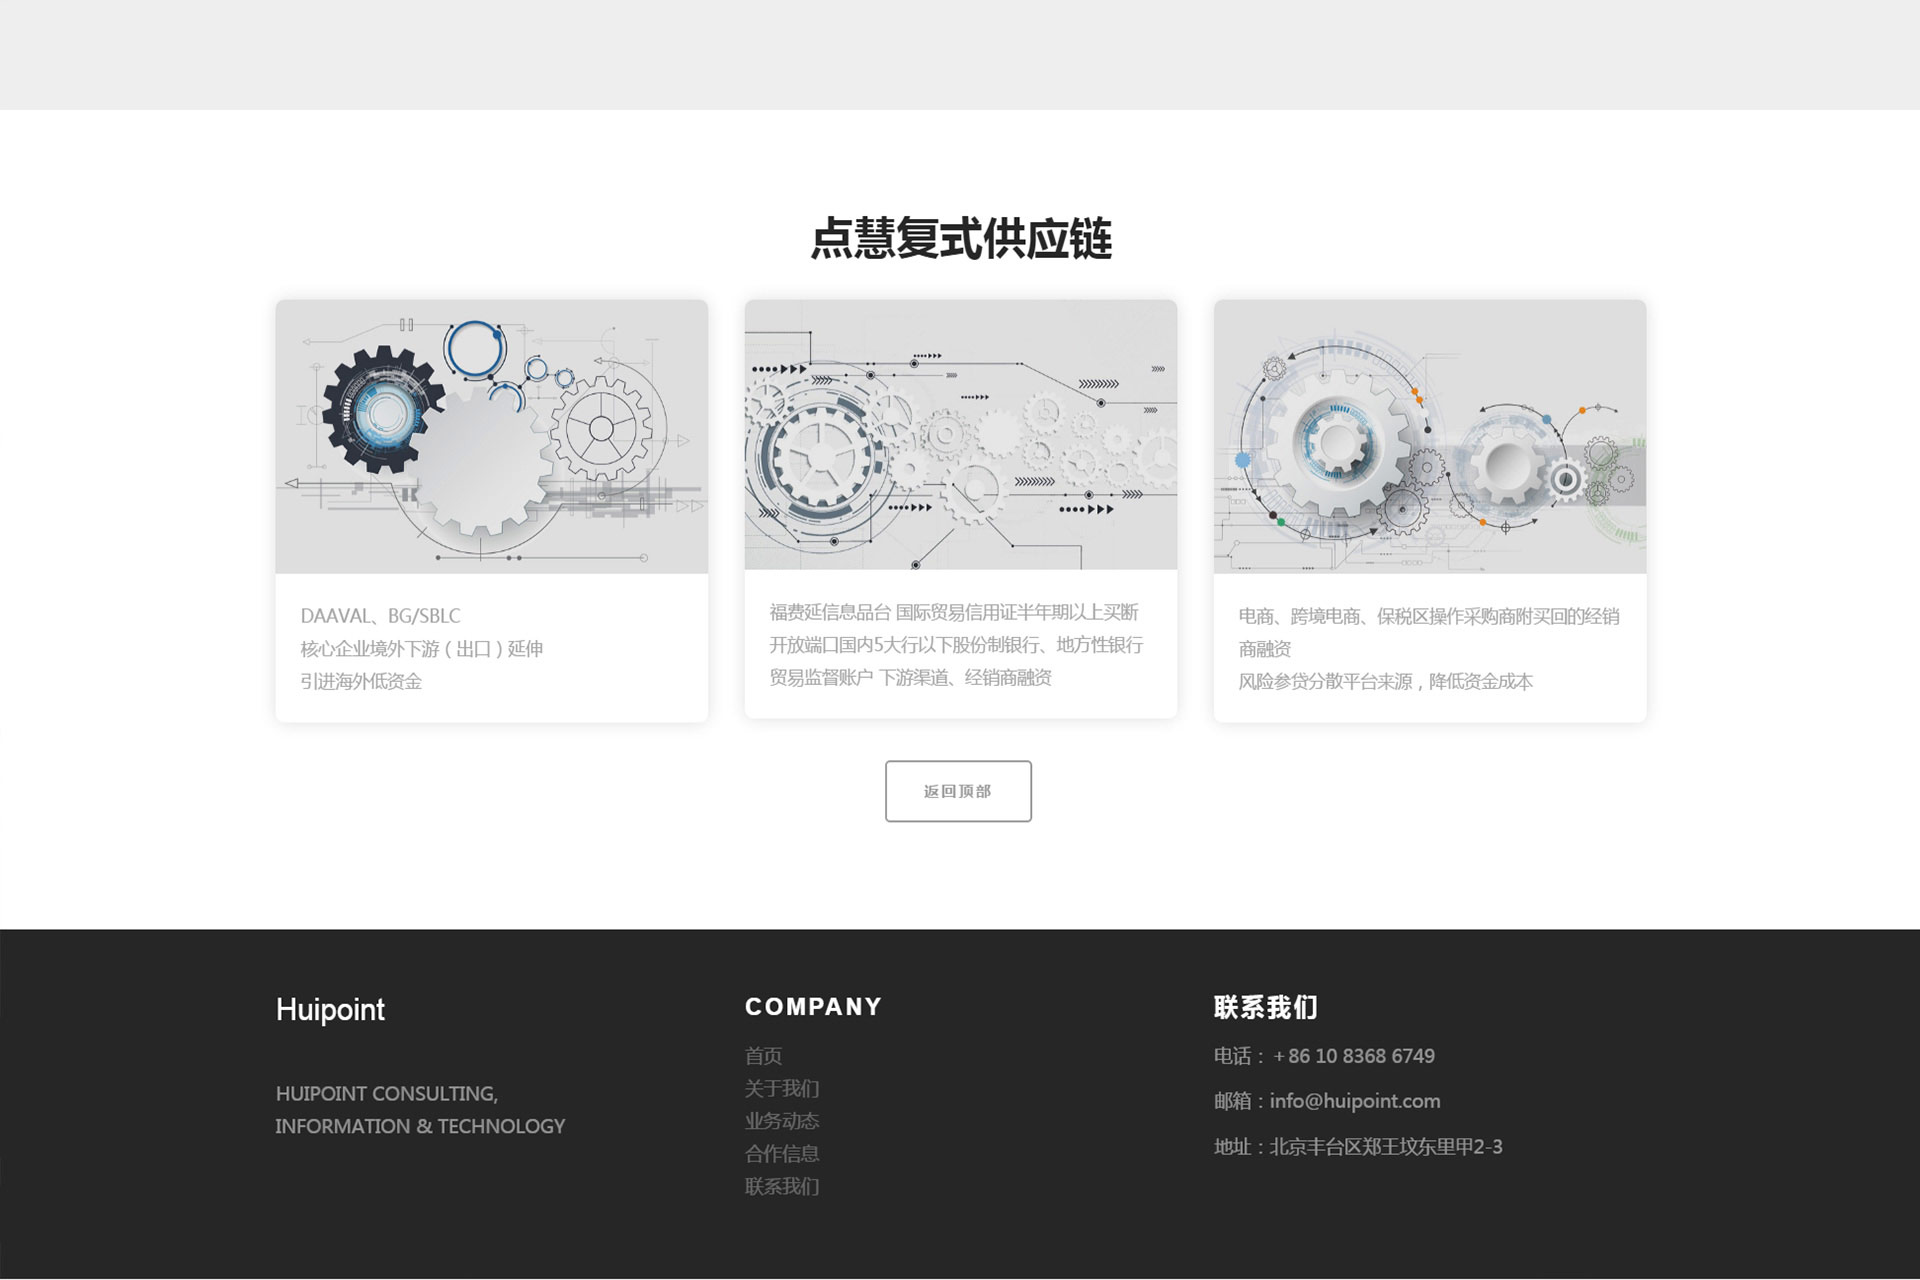 点慧复式供应链
DAAVAL、BG/SBLC
核心企业境外下游（出口）延伸
引进海外低资金
福费延信息品台 国际贸易信用证半年期以上买断
开放端口国内5大行以下股份制银行、地方性银行
贸易监督账户 下游渠道、经销商融资
电商、跨境电商、保税区操作采购商附买回的经销
商融资
风险参贷分散平台来源，降低资金成本
返回顶部
Huipoint
HUIPOINT CONSULTING,
INFORMATION & TECHNOLOGY
COMPANY
首页
关于我们
业务动态
合作信息
联系我们
联系我们
电话：＋86 10 8368 6749
邮箱：info@huipoint.com
地址：北京丰台区郑王坟东里甲2-3